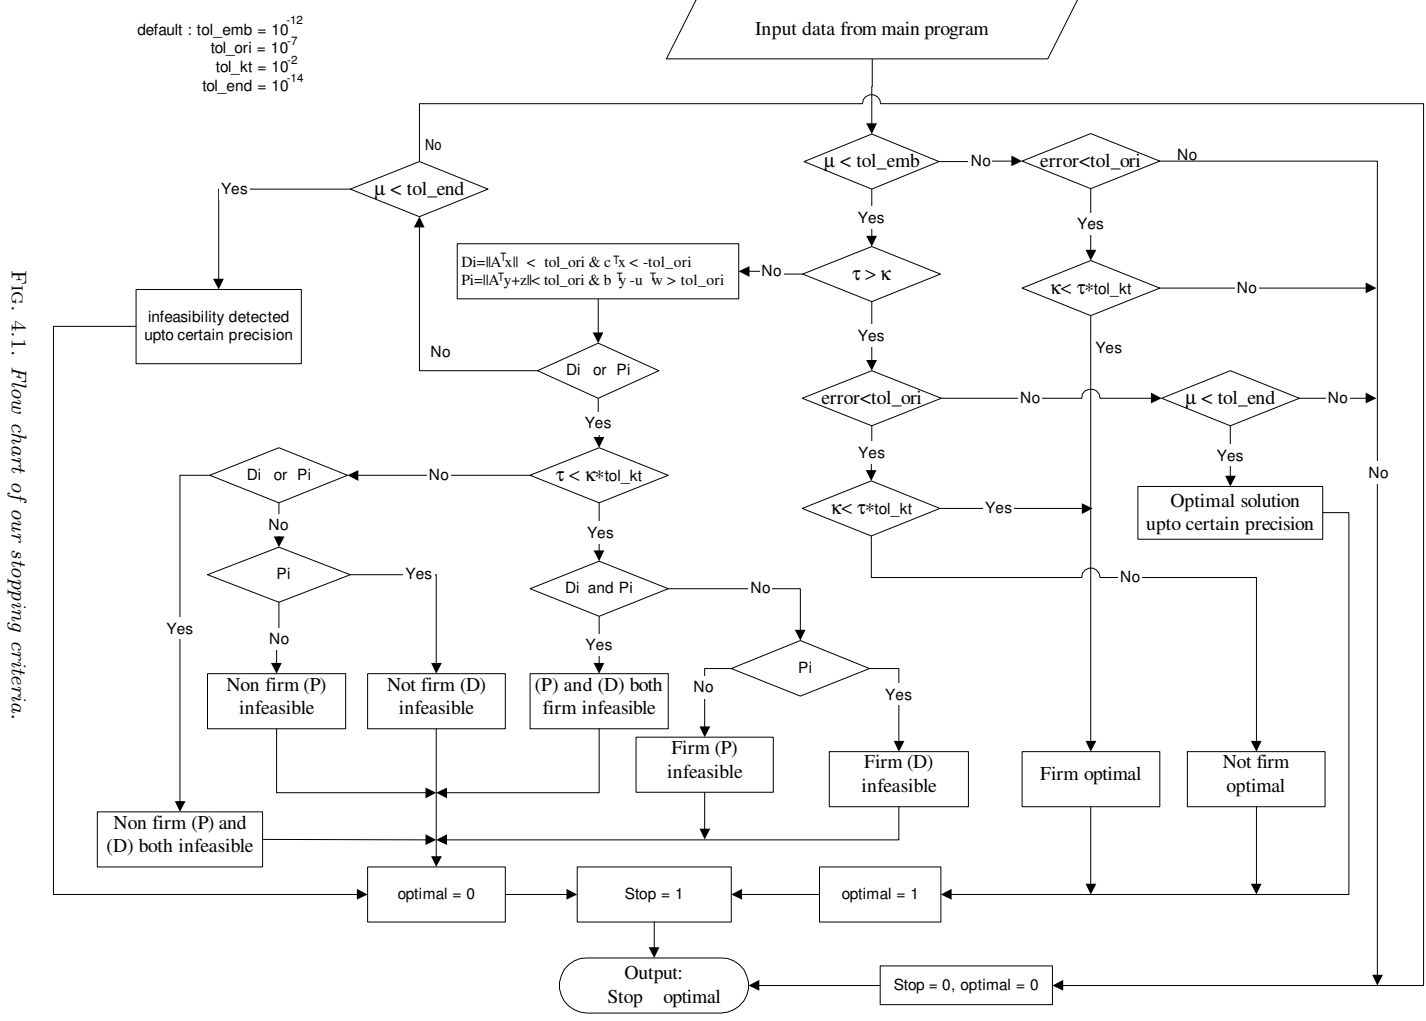 Input data from main program
default : tol_emb = 10^-12
tol_ori = 10^-7
tol_kt = 10^-2
tol_end = 10^-14
No
μ < tol_end
Yes
μ < tol_emb
No
error<tol_ori
No
Yes
Yes
Di=||A^T x|| < tol_ori & c^T x < -tol_ori
Pi=||A^T y+z||< tol_ori & b^T y -u^T w > tol_ori
No
τ > κ
κ< τ*tol_kt
No
infeasibility detected
upto certain precision
No
Yes
Yes
Di or Pi
error<tol_ori
No
μ < tol_end
No
Yes
Yes
Yes
Di or Pi
No
τ < κ*tol_kt
No
κ< τ*tol_kt
Yes
Optimal solution
upto certain precision
No
Yes
Pi
Yes
Di and Pi
No
No
Yes
No
Yes
Pi
No
Yes
Non firm (P)
infeasible
Not firm (D)
infeasible
(P) and (D) both
firm infeasible
Firm (P)
infeasible
Firm (D)
infeasible
Firm optimal
Not firm
optimal
Non firm (P) and
(D) both infeasible
optimal = 0
Stop = 1
optimal = 1
Output:
Stop optimal
Stop = 0, optimal = 0
FIG. 4.1. Flow chart of our stopping criteria.